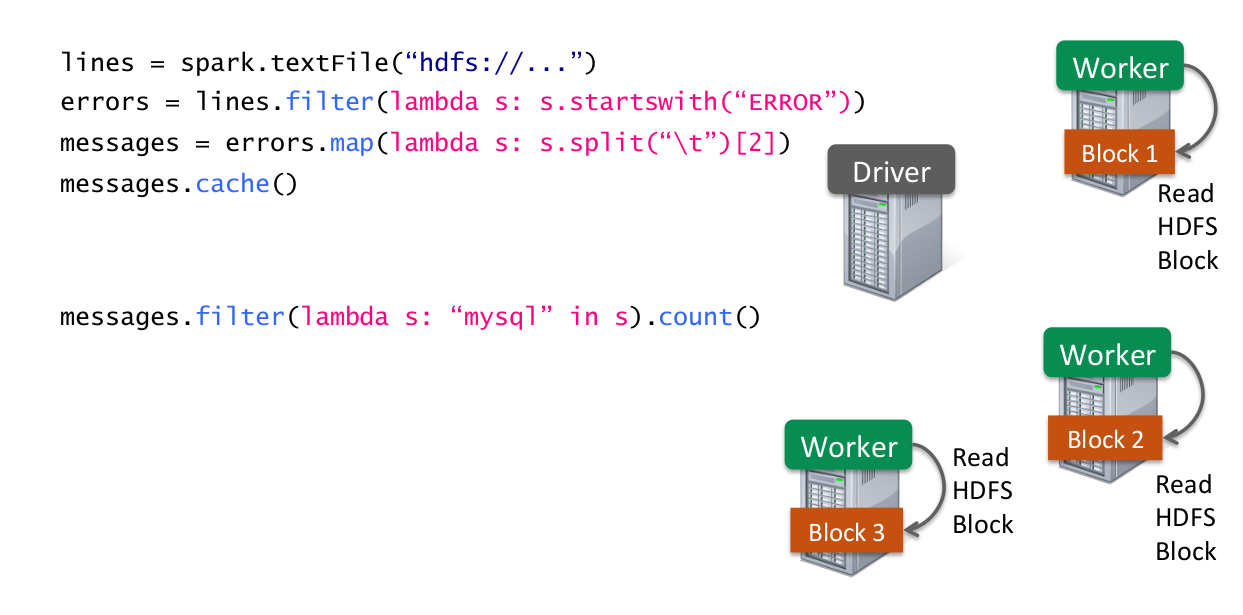 lines = spark.textFile(“hdfs://...”)
errors = lines.filter(lambda s: s.startswith(“ERROR”))
messages = errors.map(lambda s: s.split(“\t”)[2])
messages.cache()
messages.filter(lambda s: “mysql” in s).count()
Driver
Worker
Block 1
Read
HDFS
Block
Worker
Block 2
Read
HDFS
Block
Worker
Block 3
Read
HDFS
Block